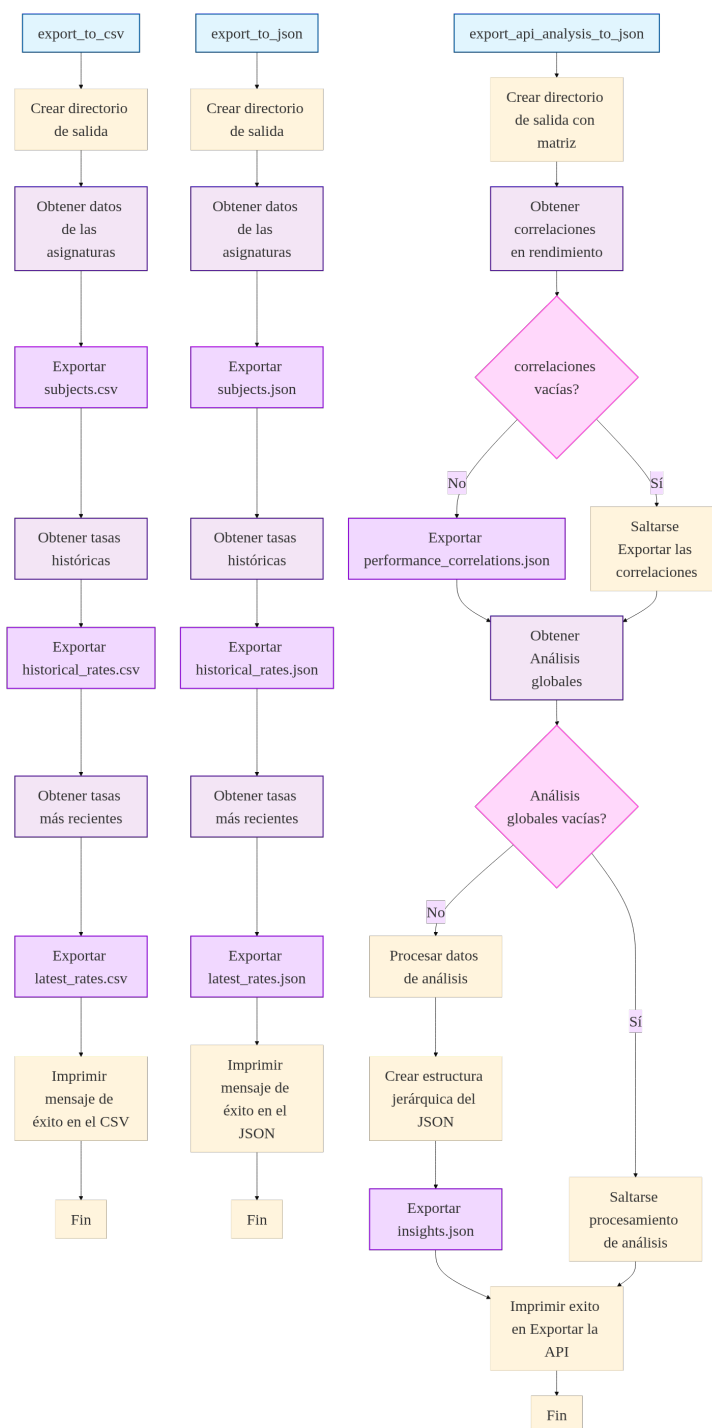 export_to_csv
Crear directorio
de salida
Obtener datos
de las
asignaturas
Exportar
subjects.csv
Obtener tasas
históricas
Exportar
historical_rates.csv
Obtener tasas
más recientes
Exportar
latest_rates.csv
Imprimir
mensaje de
éxito en el CSV
Fin
export_to_json
Crear directorio
de salida
Obtener datos
de las
asignaturas
Exportar
subjects.json
Obtener tasas
históricas
Exportar
historical_rates.json
Obtener tasas
más recientes
Exportar
latest_rates.json
Imprimir
mensaje de
éxito en el
JSON
Fin
export_api_analysis_to_json
Crear directorio
de salida con
matriz
Obtener
correlaciones
en rendimiento
correlaciones
vacías?
No
Sí
Exportar
performance_correlations.json
Saltarse
Exportar las
correlaciones
Obtener
Análisis
globales
Análisis
globales vacías?
No
Procesar datos
de análisis
Sí
Crear estructura
jerárquica del
JSON
Exportar
insights.json
Saltarse
procesamiento
de análisis
Imprimir exito
en Exportar la
API
Fin